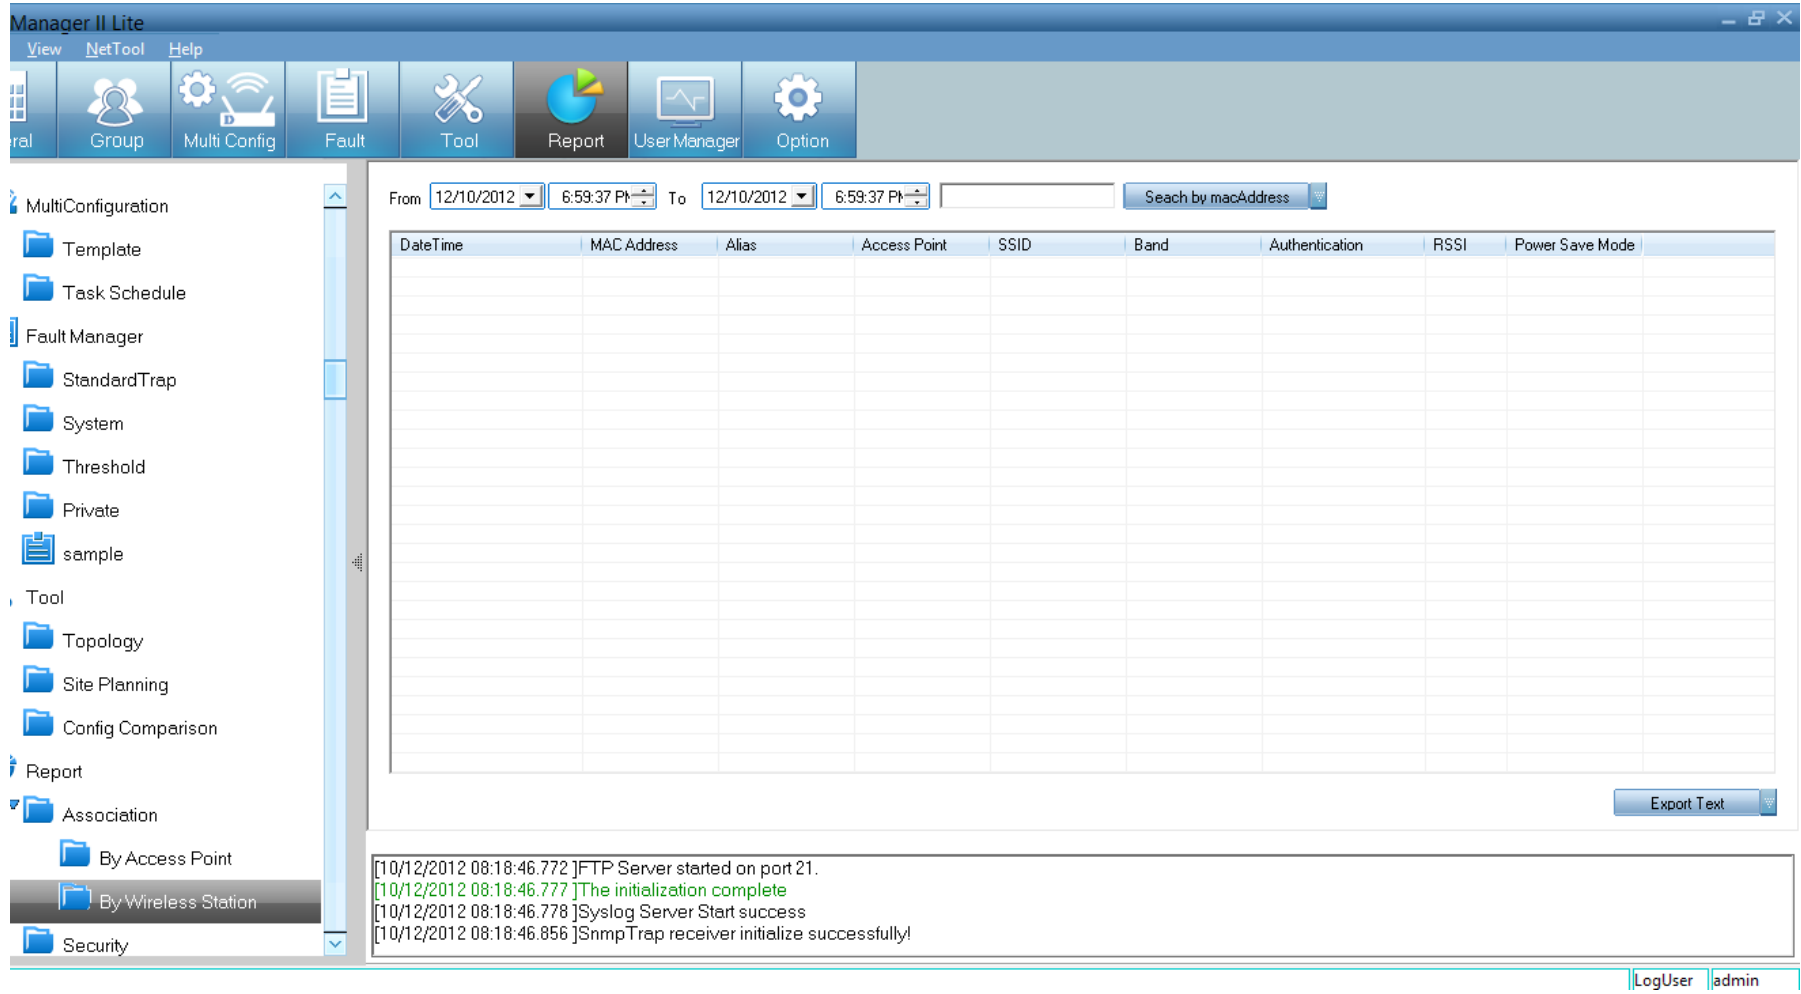 Manager II Lite
View NetTool Help
Group Multi Config Fault Tool Report User Manager Option
D
MultiConfiguration
Template
Task Schedule
Fault Manager
StandardTrap
System
Threshold
Private
sample
Tool
Topology
Site Planning
Config Comparison
Report
Association
By Access Point
By Wireless Station
Security
From 12/10/2012 6:59:37 To 12/10/2012 6:59:37 Seach by macAddress
DateTime MAC Address Alias Access Point SSID Band Authentication RSSI Power Save Mode
Export Text
[10/12/2012 08:18:46.772 ]FTP Server started on port 21.
[10/12/2012 08:18:46.777 ]The initialization complete
[10/12/2012 08:18:46.778 ]Syslog Server Start success
[10/12/2012 08:18:46.856 ]SnmpTrap receiver initialize successfully!
LogUser admin